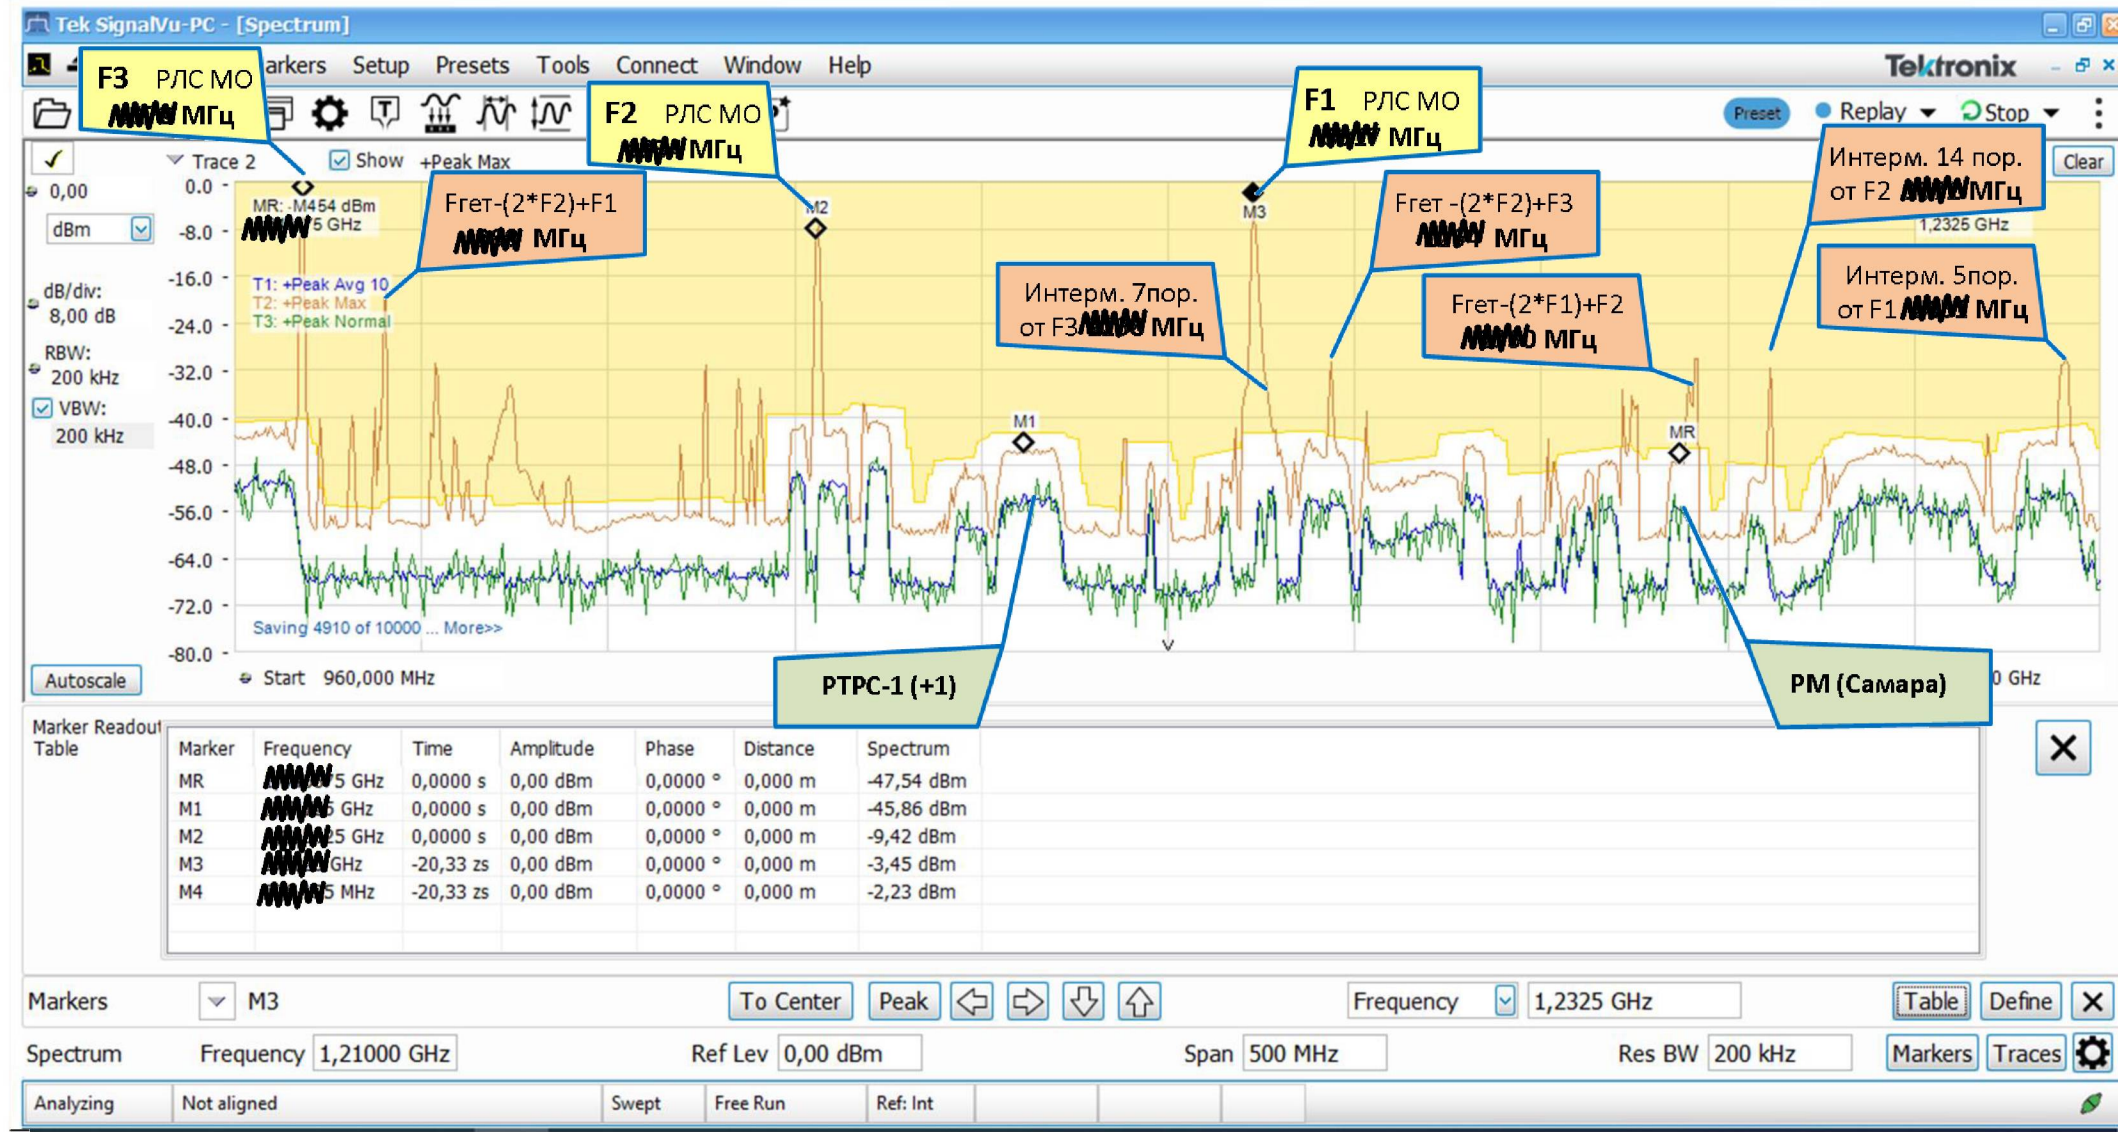 Tek SignalVu-PC - [Spectrum]
arkers Setup Presets Tools Connect Window Help
Tektronix
F3 РЛС МО
МГц
F2 РЛС МО
МГц
F1 РЛС МО
МГц
Preset Replay Stop
Trace 2 Show +Peak Max
Clear
0,00
dBm
dB/div:
8,00 dB
RBW:
200 kHz
VBW:
200 kHz
Autoscale
0.0
-8.0
-16.0
-24.0
-32.0
-40.0
-48.0
-56.0
-64.0
-72.0
-80.0
MR: -M454 dBm
5 GHz
T1: +Peak Avg 10
T2: +Peak Max
T3: +Peak Normal
Fгет-(2*F2)+F1
МГц
M2
M3
Интерм. 7пор.
от F3 МГц
Fгет -(2*F2)+F3
МГц
Fгет-(2*F1)+F2
0 МГц
Интерм. 14 пор.
от F2 МГц
1,2325 GHz
Интерм. 5пор.
от F1 МГц
M1
MR
Saving 4910 of 10000 ... More>>
Start 960,000 MHz
РТРС-1 (+1)
РМ (Самара)
0 GHz
Marker Readout
Table
Marker Frequency Time Amplitude Phase Distance Spectrum
MR 5 GHz 0,0000 s 0,00 dBm 0,0000 ° 0,000 m -47,54 dBm
M1 5 GHz 0,0000 s 0,00 dBm 0,0000 ° 0,000 m -45,86 dBm
M2 25 GHz 0,0000 s 0,00 dBm 0,0000 ° 0,000 m -9,42 dBm
M3 GHz -20,33 zs 0,00 dBm 0,0000 ° 0,000 m -3,45 dBm
M4 5 MHz -20,33 zs 0,00 dBm 0,0000 ° 0,000 m -2,23 dBm
Markers M3 To Center Peak Frequency 1,2325 GHz Table Define
Spectrum Frequency 1,21000 GHz Ref Lev 0,00 dBm Span 500 MHz Res BW 200 kHz Markers Traces
Analyzing Not aligned Swept Free Run Ref: Int